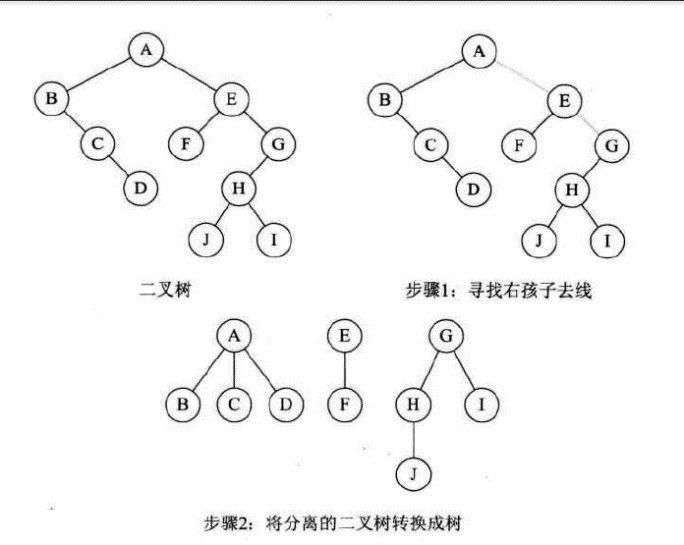 A A
B E B E
C F G C F G
D H D H
J I J I
二叉树 步骤1：寻找右孩子去线
A E G
B C D F H I
J
步骤2：将分离的二叉树转换成树